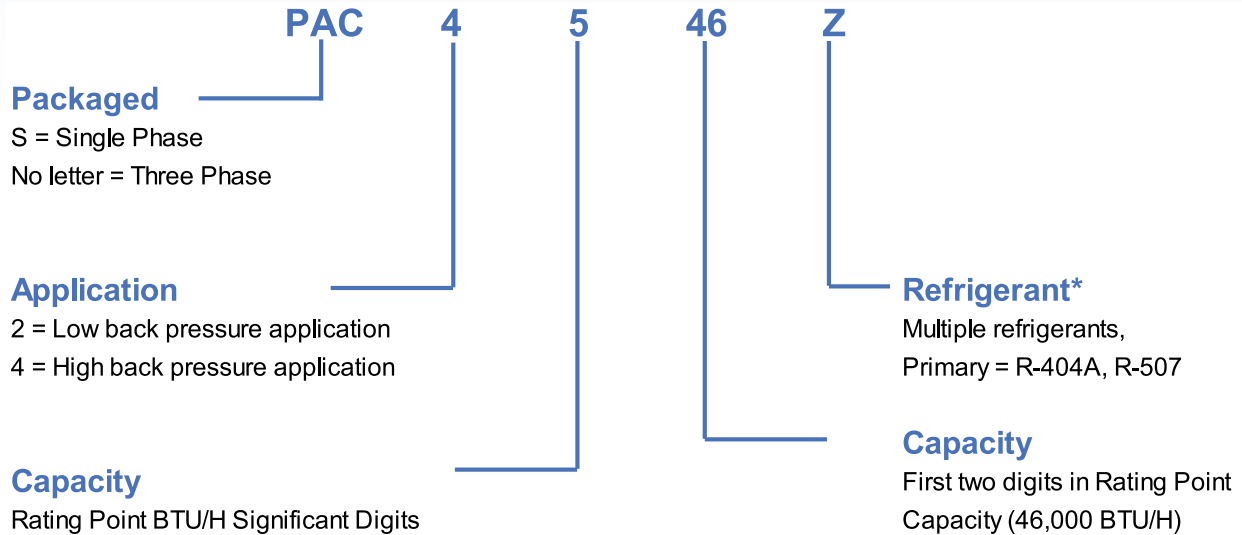 PAC 4 5 46 Z
Packaged
S = Single Phase
No letter = Three Phase
Application
2 = Low back pressure application
4 = High back pressure application
Refrigerant*
Multiple refrigerants,
Primary = R-404A, R-507
Capacity
Rating Point BTU/H Significant Digits
Capacity
First two digits in Rating Point
Capacity (46,000 BTU/H)